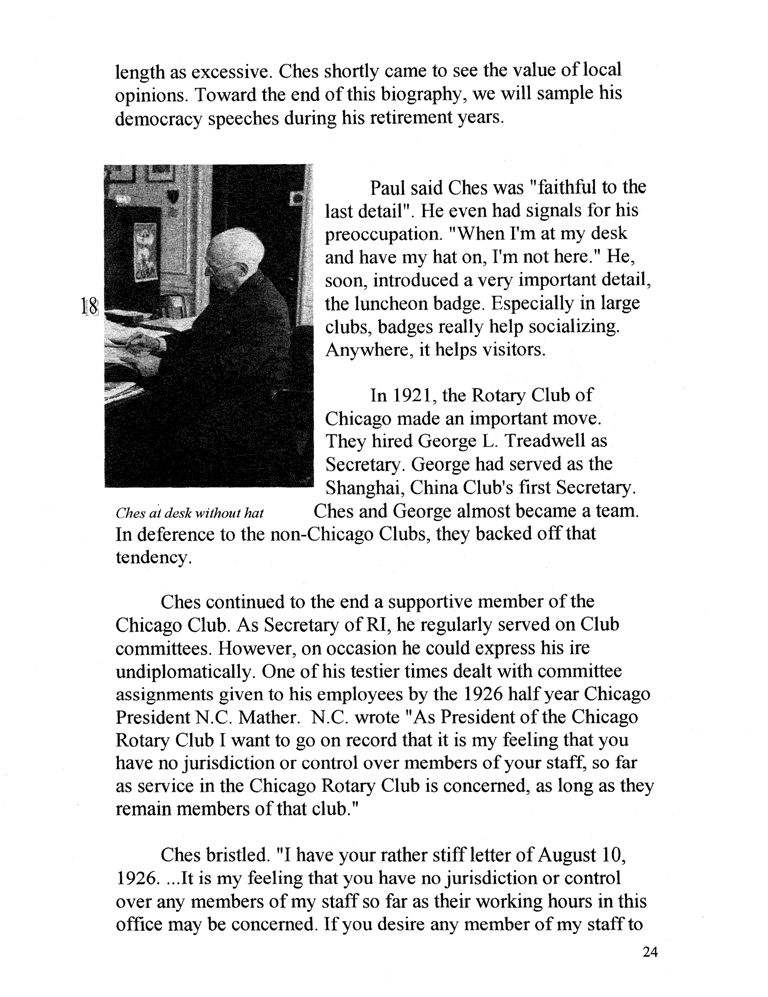 length as excessive. Ches shortly came to see the value of local
opinions. Toward the end of this biography, we will sample his
democracy speeches during his retirement years.
Paul said Ches was "faithful to the
last detail". He even had signals for his
preoccupation. "When I'm at my desk
and have my hat on, I'm not here." He,
soon, introduced a very important detail,
18
the luncheon badge. Especially in large
clubs, badges really help socializing.
Anywhere, it helps visitors.
In 1921, the Rotary Club of
Chicago made an important move.
They hired George L. Treadwell as
Secretary. George had served as the
Shanghai, China Club's first Secretary.
Ches at desk without hat
Ches and George almost became a team.
In deference to the non-Chicago Clubs, they backed off that
tendency.
Ches continued to the end a supportive member of the
Chicago Club. As Secretary of RI, he regularly served on Club
committees. However, on occasion he could express his ire
undiplomatically. One of his testier times dealt with committee
assignments given to his employees by the 1926 half year Chicago
President N.C. Mather. N.C. wrote "As President of the Chicago
Rotary Club I want to go on record that it is my feeling that you
have no jurisdiction or control over members of your staff, so far
as service in the Chicago Rotary Club is concerned, as long as they
remain members of that club."
Ches bristled. "I have your rather stiff letter of August 10,
1926. ...It is my feeling that you have no jurisdiction or control
over any members of my staff so far as their working hours in this
office may be concerned. If you desire any member of my staff to
24